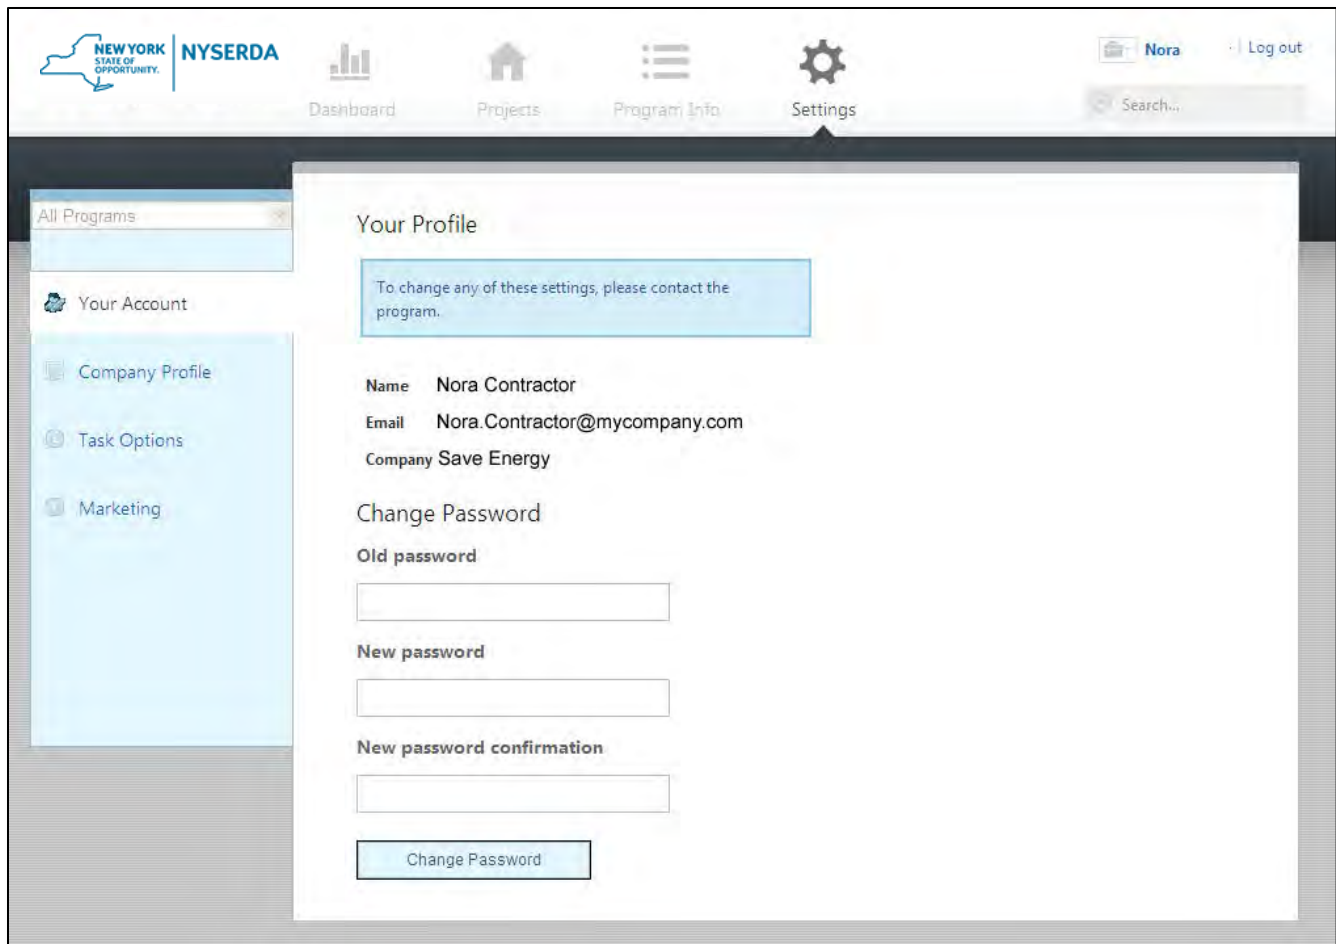 NEW YORK
STATE OF
OPPORTUNITY.
NYSERDA
Dashboard
Projects
Program Info
Settings
Nora
Log out
Search...
All Programs
Your Account
Company Profile
Task Options
Marketing
Your Profile
To change any of these settings, please contact the
program.
Name Nora Contractor
Email Nora.Contractor@mycompany.com
Company Save Energy
Change Password
Old password
New password
New password confirmation
Change Password